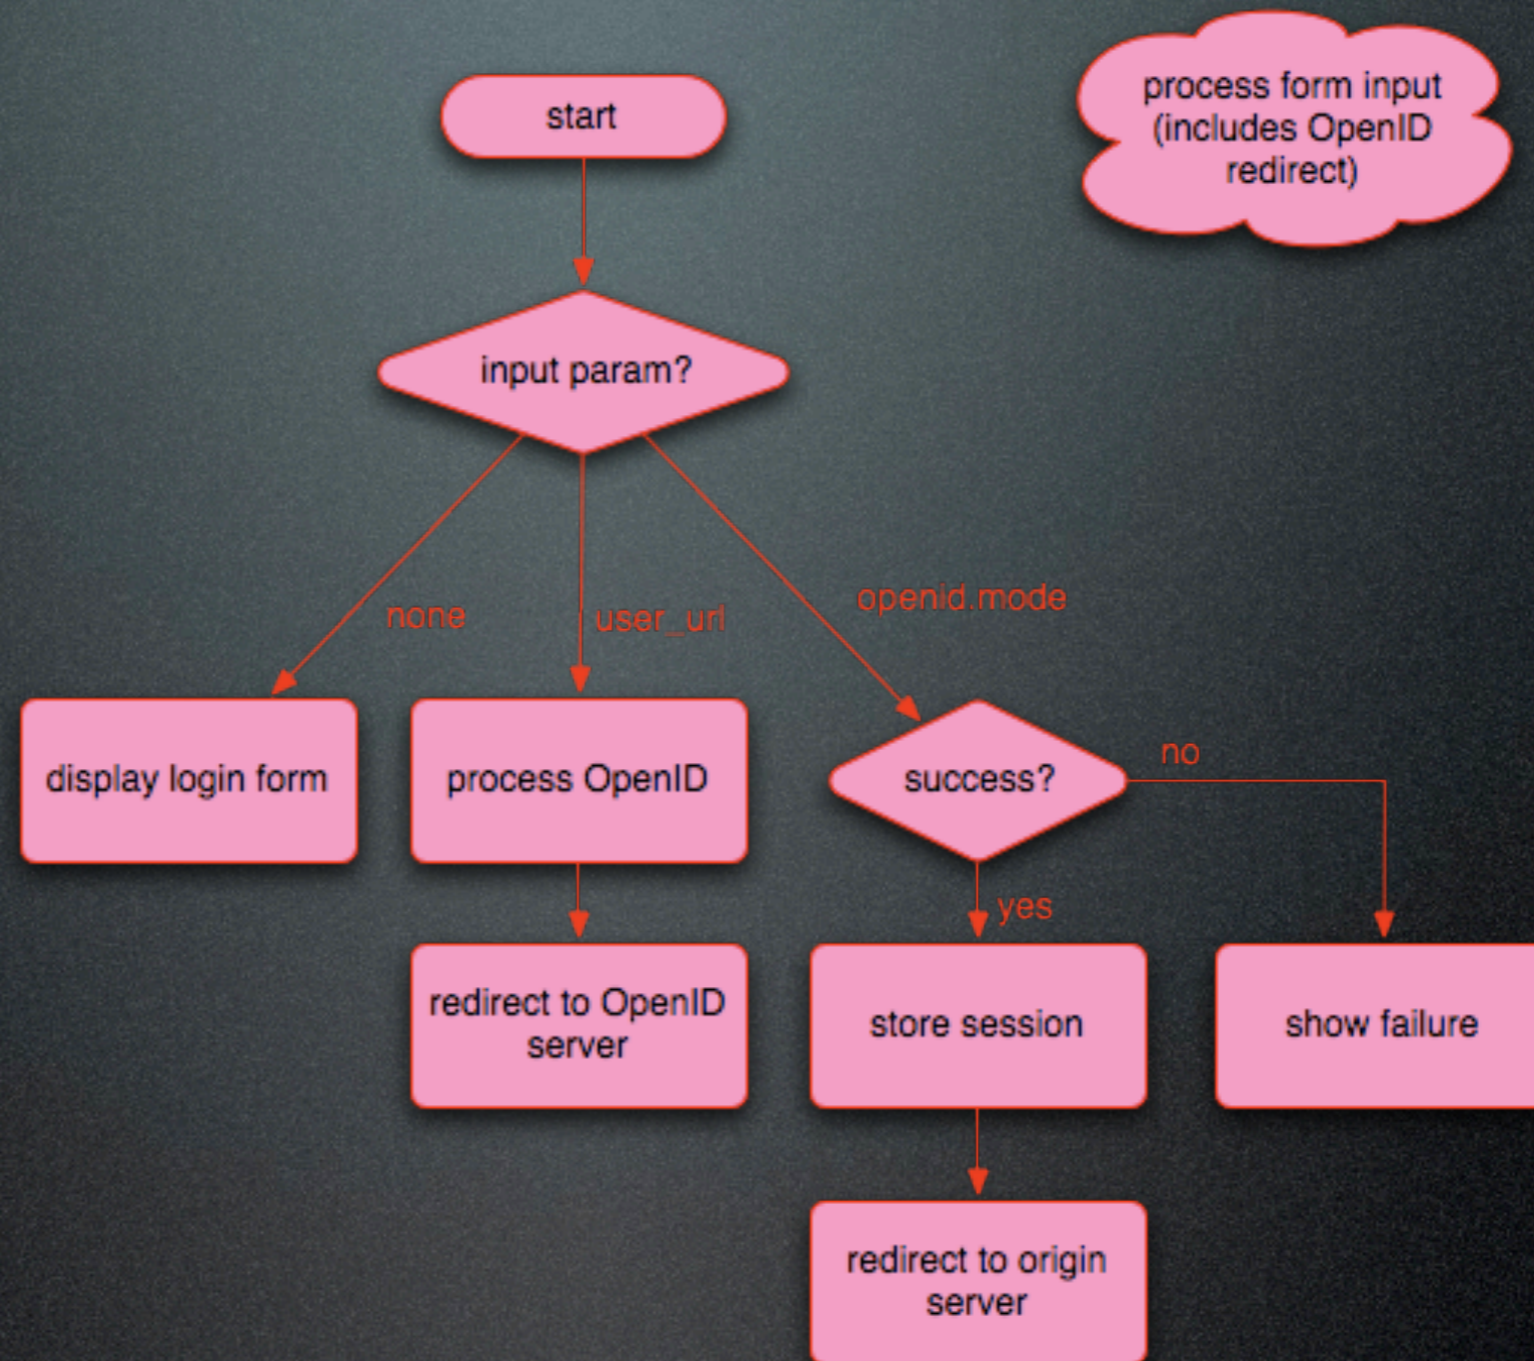 start
process form input
(includes OpenID
redirect)
input param?
none
user_url
openid.mode
display login form
process OpenID
success?
no
yes
redirect to OpenID
server
store session
show failure
redirect to origin
server